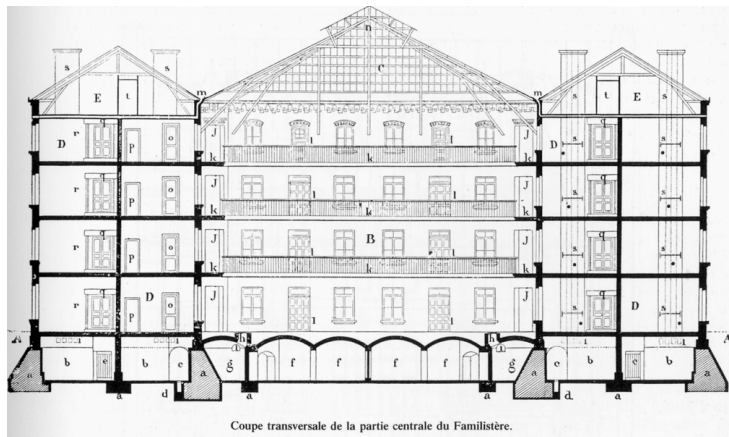 n
s s s s
c
E t t E
m m
D r q P o J l J D q s
k k k
r q P o J l l J s q s
k k k
r q P o J B l l J s q s
k k k
r q D P o J l l J s q D s
A h h A
b e b c a g f f f f g a c b e b a
a d a a d. a
Coupe transversale de la partie centrale du Familistère.